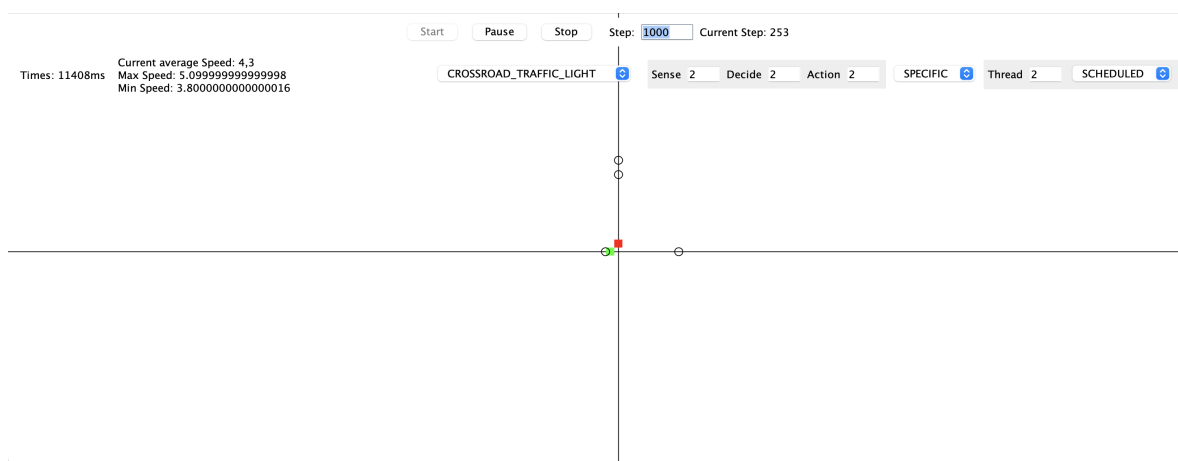 Start Pause Stop Step: 1000 Current Step: 253
Times: 11408ms
Current average Speed: 4,3
Max Speed: 5.099999999999998
Min Speed: 3.8000000000000016
CROSSROAD_TRAFFIC_LIGHT Sense 2 Decide 2 Action 2 SPECIFIC Thread 2 SCHEDULED